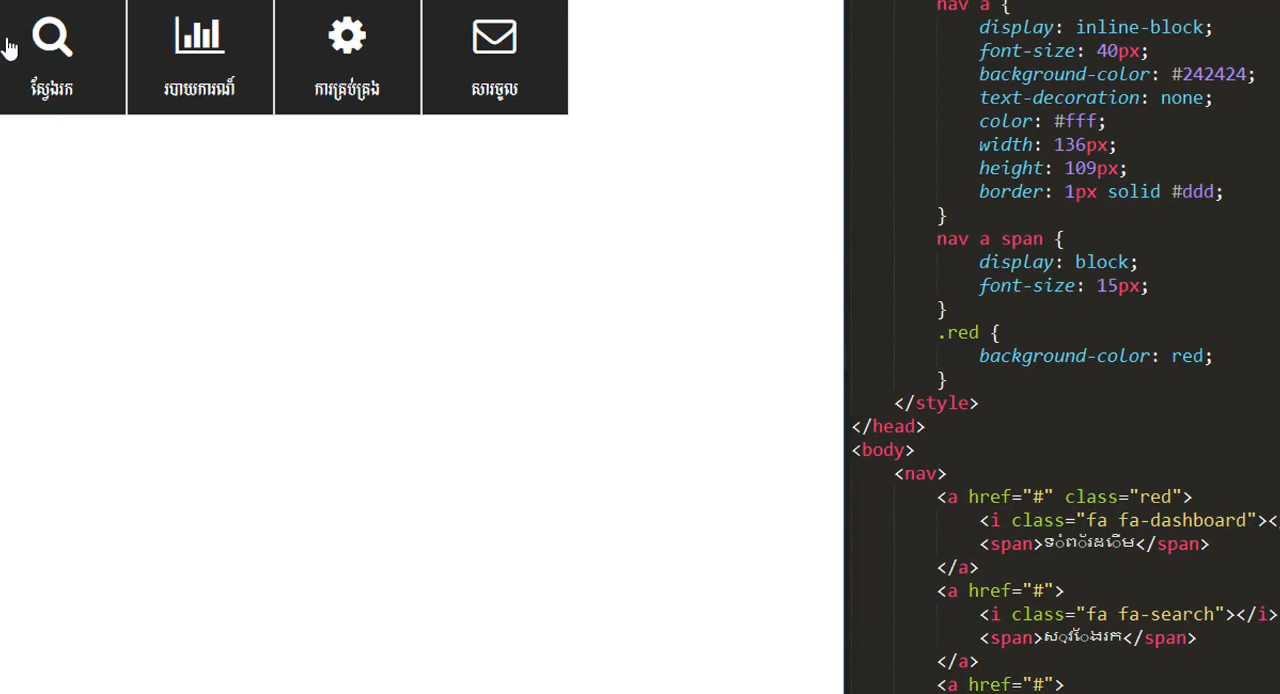 ស្វែងរក
របាយការណ៍
ការគ្រប់គ្រង
សារចូល
nav a {
display: inline-block;
font-size: 40px;
background-color: #242424;
text-decoration: none;
color: #fff;
width: 136px;
height: 109px;
border: 1px solid #ddd;
}
nav a span {
display: block;
font-size: 15px;
}
.red {
background-color: red;
}
</style>
</head>
<body>
<nav>
<a href="#" class="red">
<i class="fa fa-dashboard"><
<span>ទំព័រដើម</span>
</a>
<a href="#">
<i class="fa fa-search"></i>
<span>ស្វែងរក</span>
</a>
<a href="#">